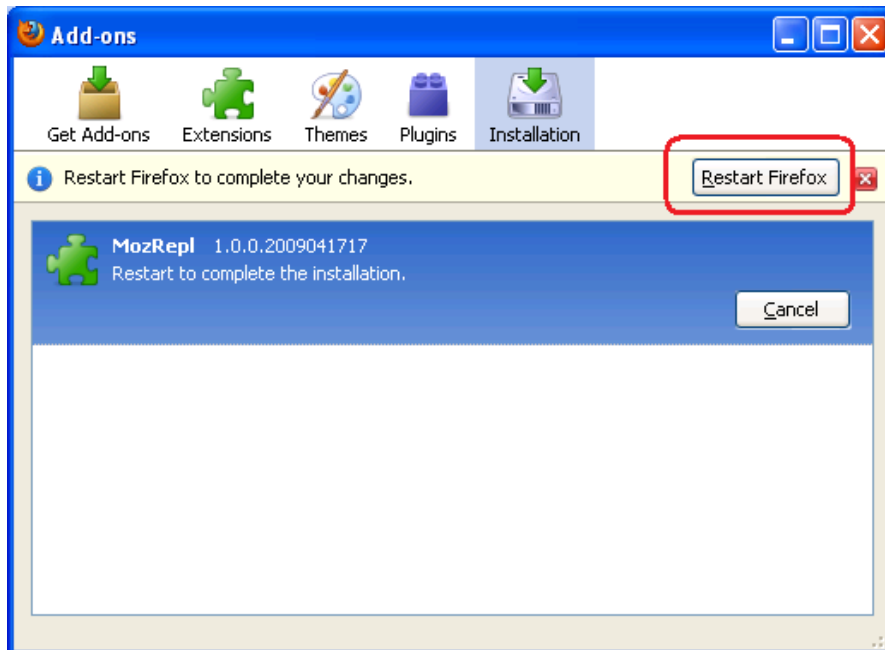 Add-ons
Get Add-ons Extensions Themes Plugins Installation
Restart Firefox to complete your changes. Restart Firefox
MozRepl 1.0.0.2009041717
Restart to complete the installation.
Cancel